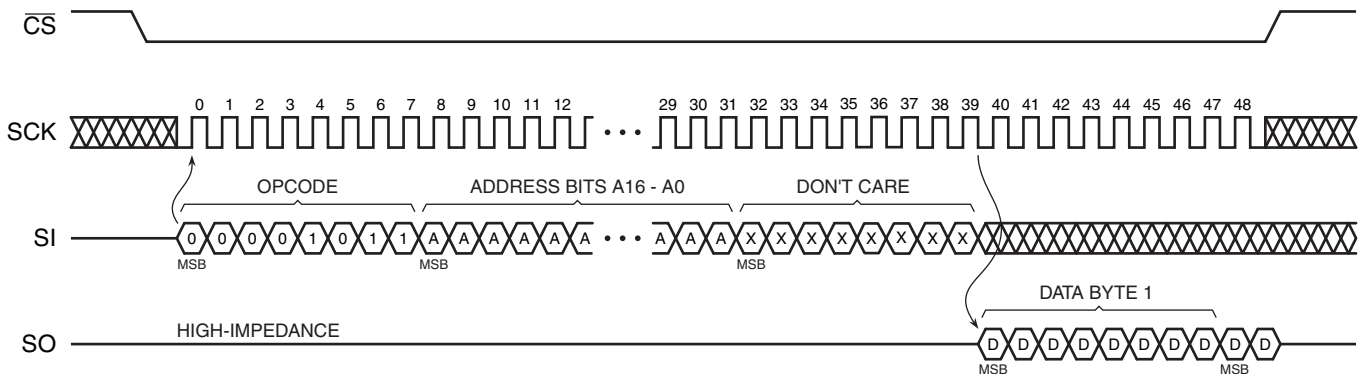 CS
0 1 2 3 4 5 6 7 8 9 10 11 12 29 30 31 32 33 34 35 36 37 38 39 40 41 42 43 44 45 46 47 48
SCK
OPCODE ADDRESS BITS A16 - A0 DON'T CARE
SI 0 0 0 0 1 0 1 1 A A A A A A A A A X X X X X X X X
MSB MSB MSB
DATA BYTE 1
HIGH-IMPEDANCE
SO D D D D D D D D D D
MSB MSB